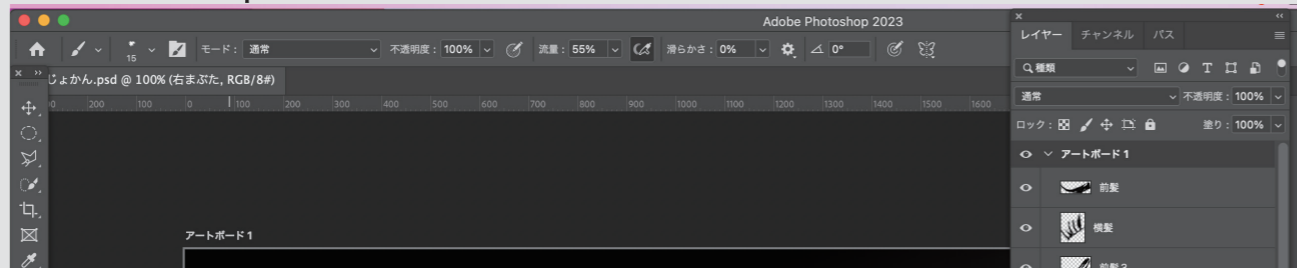 Adobe Photoshop 2023
15
モード : 通常
不透明度 : 100%
流量 : 55%
滑らかさ : 0%
0°
じょかん.psd @ 100% (右まぶた, RGB/8#)
200 100 0 100 200 300 400 500 600 700 800 900 1000 1100 1200 1300 1400 1500 1600
アートボード 1
レイヤー チャンネル パス
種類
通常
不透明度 : 100%
ロック :
塗り : 100%
アートボード 1
前髪
横髪